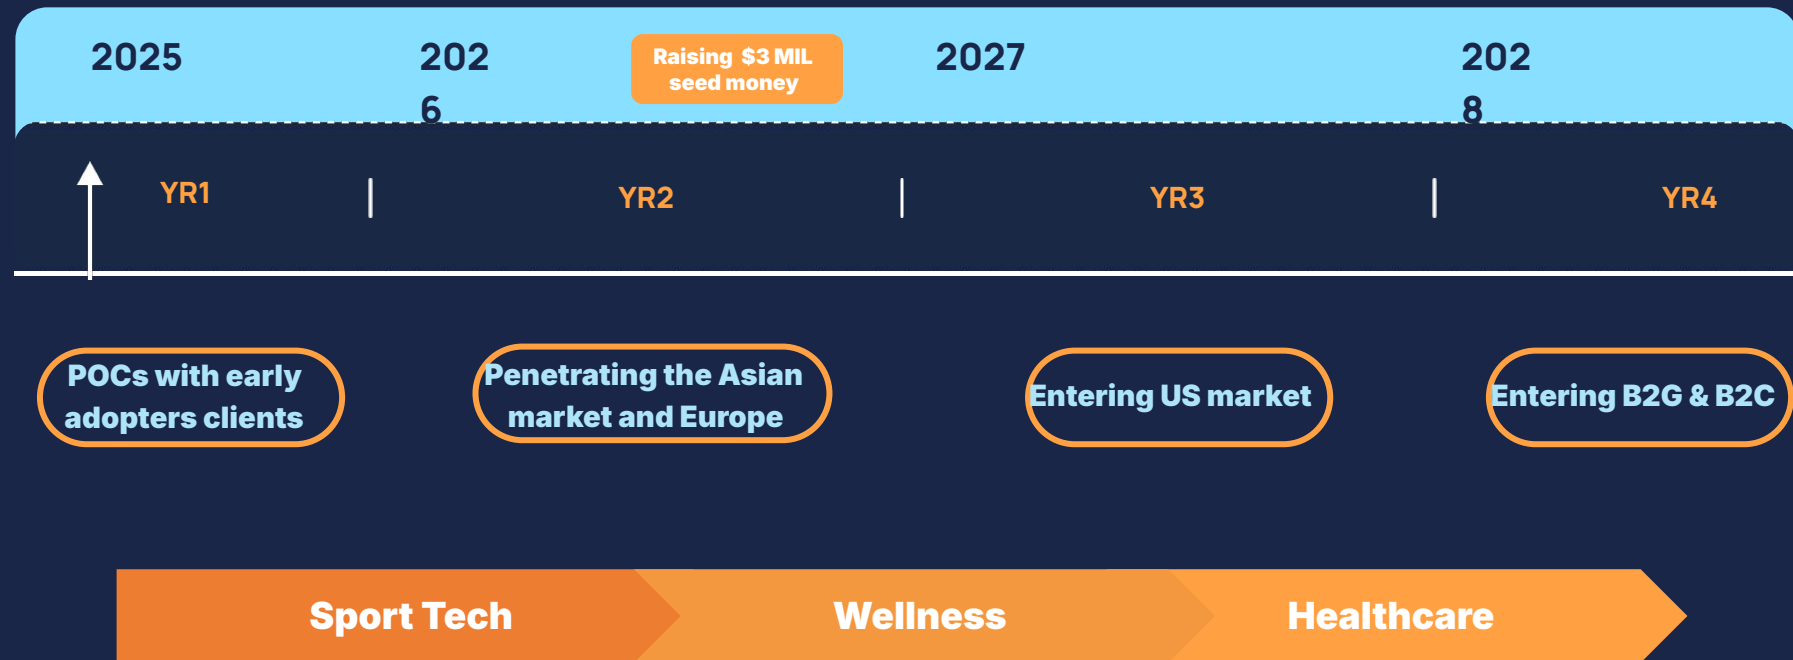 2025
202
6
Raising $3 MIL
seed money
2027
202
8
YR1
YR2
YR3
YR4
POCs with early
adopters clients
Penetrating the Asian
market and Europe
Entering US market
Entering B2G & B2C
Sport Tech
Wellness
Healthcare